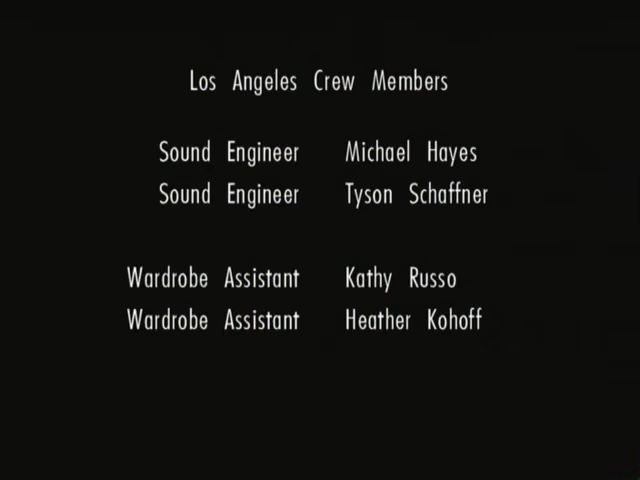 Los Angeles Crew Members
Sound Engineer Michael Hayes
Sound Engineer Tyson Schaffner
Wardrobe Assistant Kathy Russo
Wardrobe Assistant Heather Kohoff